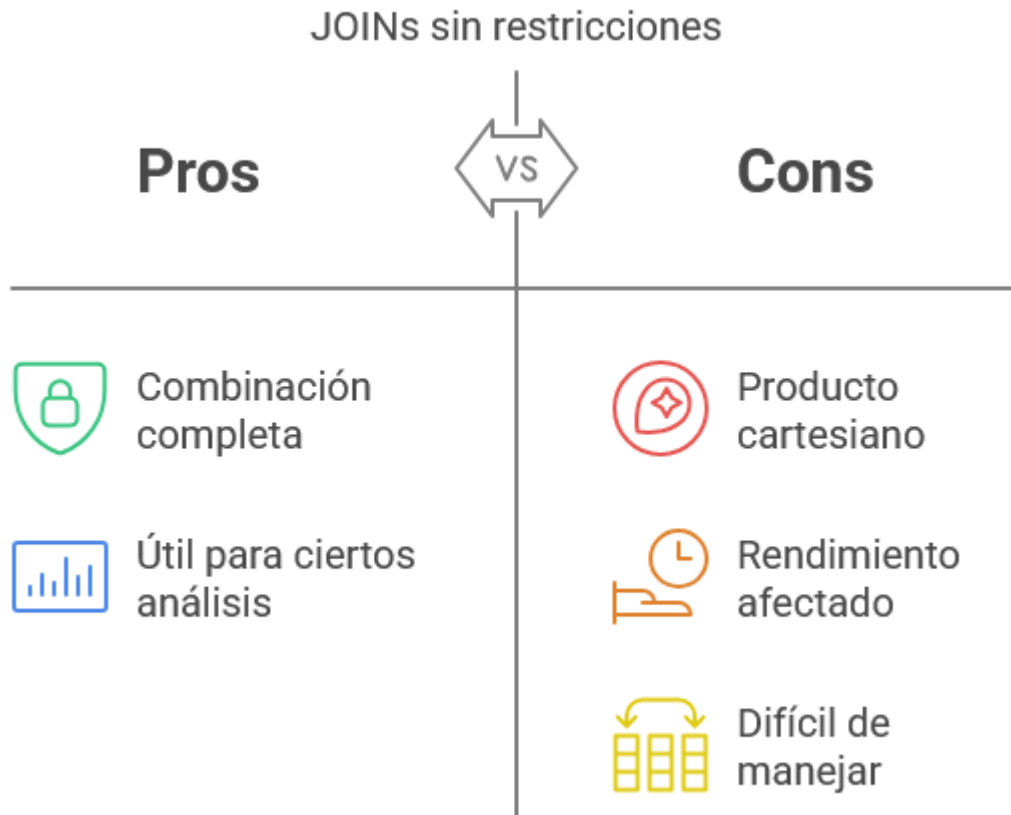 JOINs sin restricciones
Pros
VS
Cons
Combinación
completa
Útil para ciertos
análisis
Producto
cartesiano
Rendimiento
afectado
Difícil de
manejar